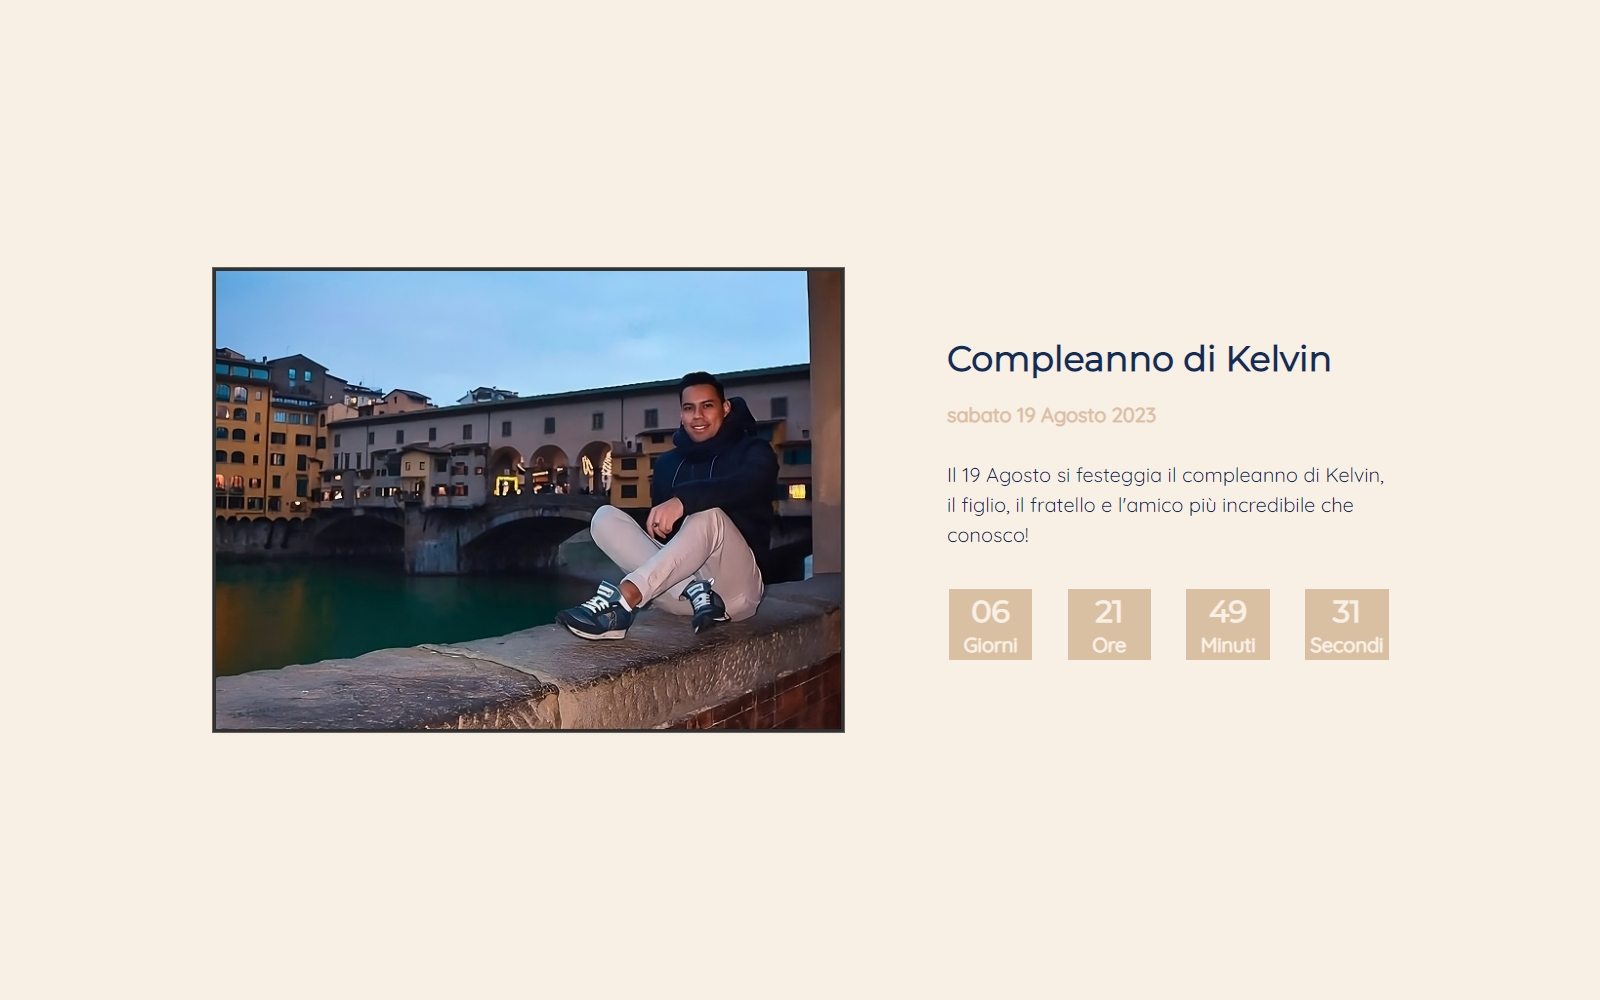 Compleanno di Kelvin
sabato 19 Agosto 2023
Il 19 Agosto si festeggia il compleanno di Kelvin,
il figlio, il fratello e l'amico più incredibile che
conosco!
06 21 49 31
Giorni Ore Minuti Secondi